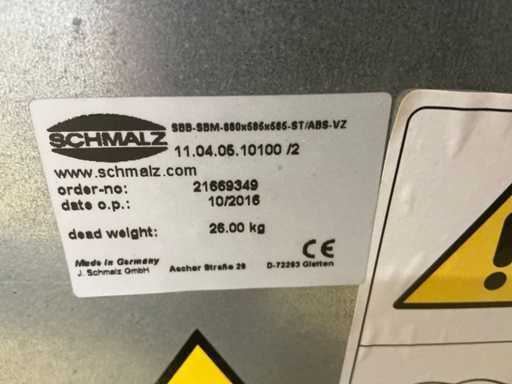 SCHMALZ
SBB-SBM-860x585x565-ST/ABS-VZ
11.04.05.10100 /2
www.schmalz.com
order-no: 21669349
date o.p.: 10/2016
dead weight: 26.00 kg
CE
Made in Germany
J. Schmalz GmbH
Aacher Straße 29
D-72293 Glatten